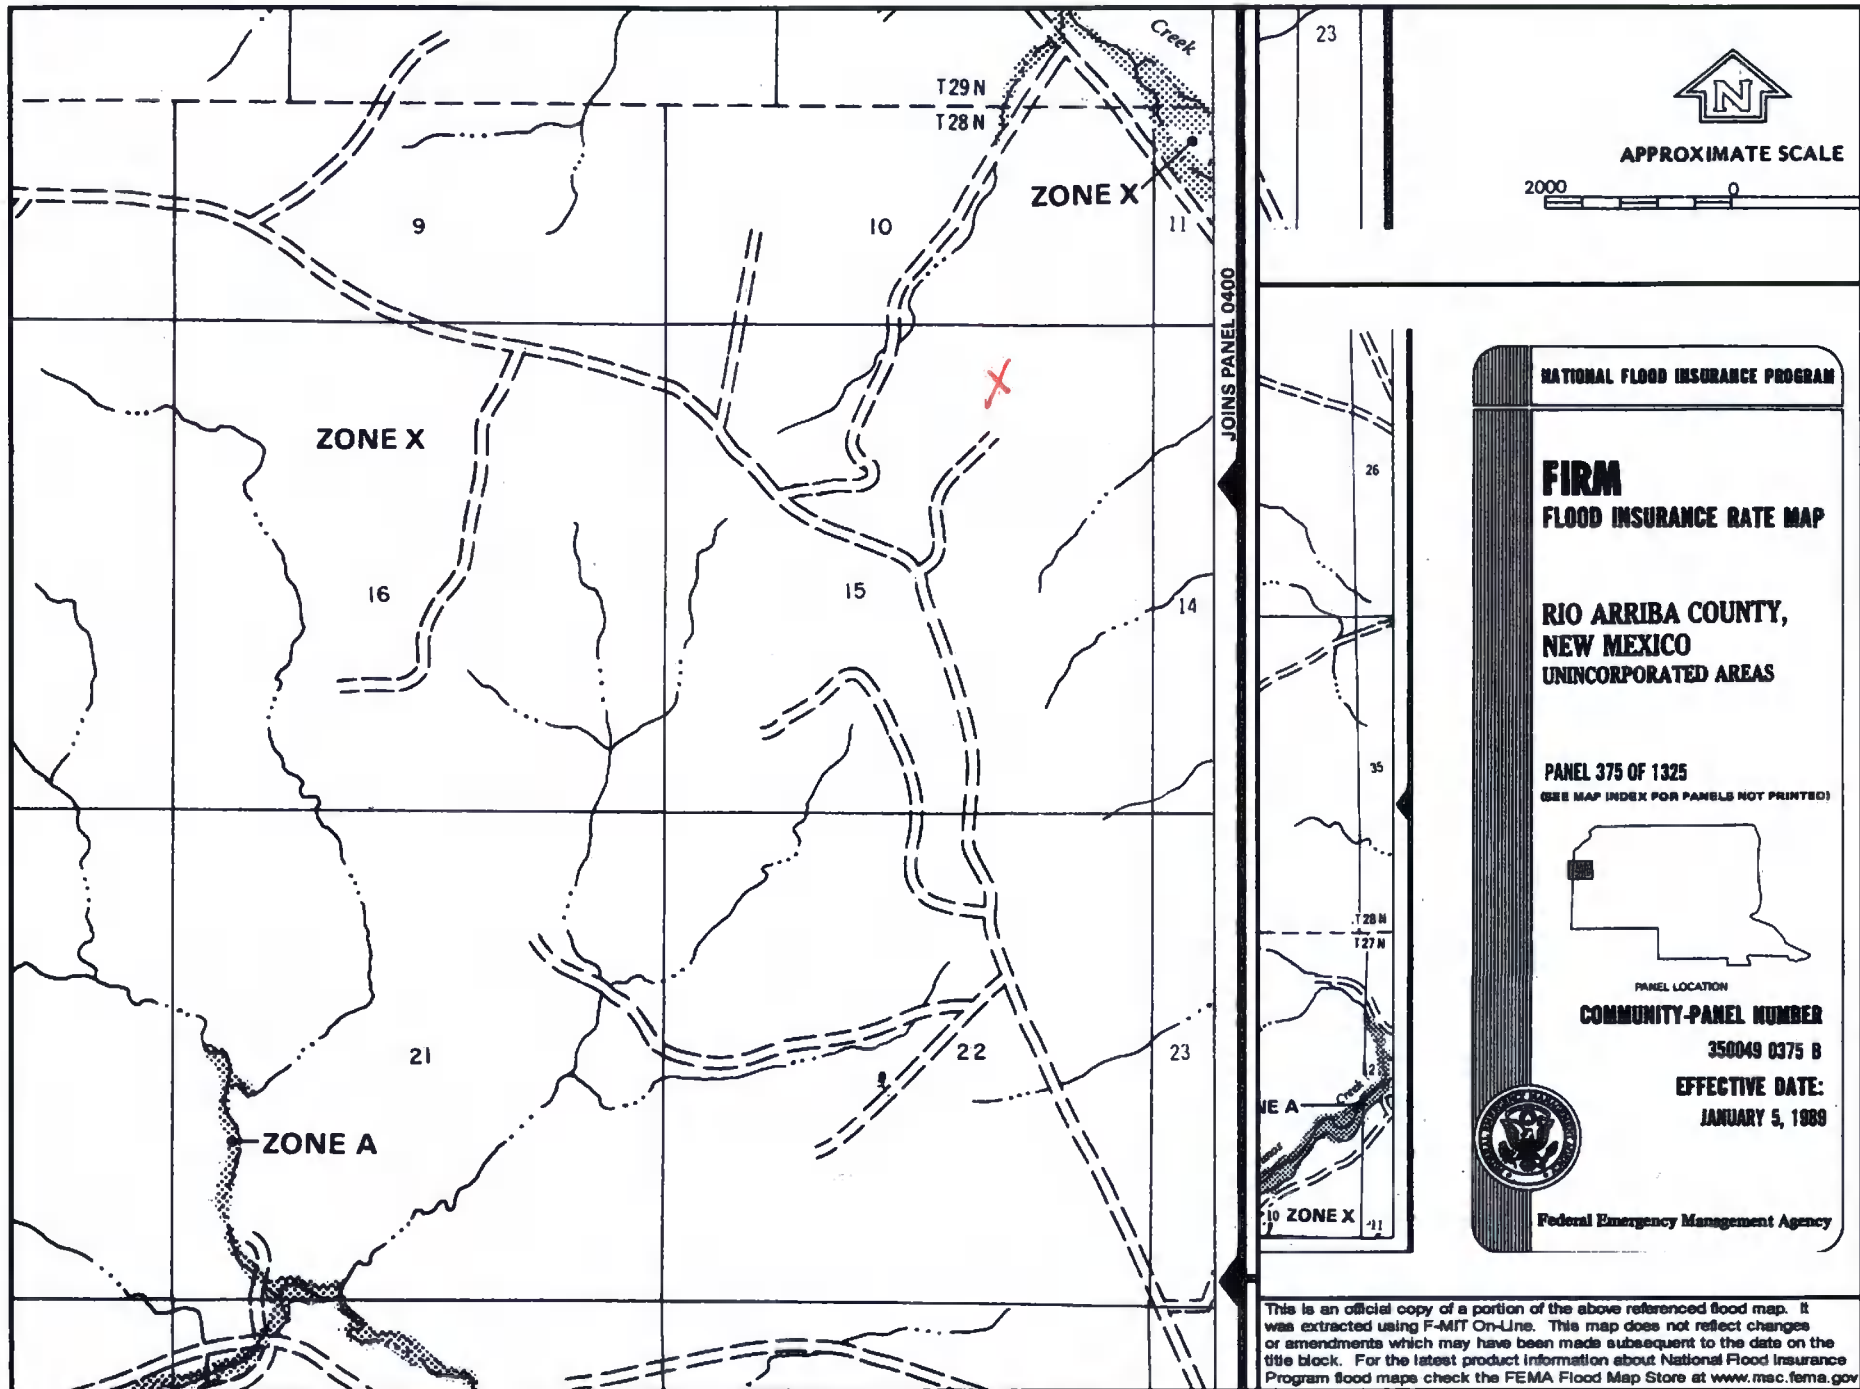 Creek
T29 N
T28 N
ZONE X
9
10
11
JOINS PANEL 0400
X
ZONE X
16
15
14
21
22
23
ZONE A
23
26
35
T28N
T27N
12
Creek
NE A
10 ZONE X 11
N
APPROXIMATE SCALE
2000 0
NATIONAL FLOOD INSURANCE PROGRAM
FIRM
FLOOD INSURANCE RATE MAP
RIO ARRIBA COUNTY,
NEW MEXICO
UNINCORPORATED AREAS
PANEL 375 OF 1325
(SEE MAP INDEX FOR PANELS NOT PRINTED)
PANEL LOCATION
COMMUNITY-PANEL NUMBER
350049 0375 B
EFFECTIVE DATE:
JANUARY 5, 1989
Federal Emergency Management Agency
This is an official copy of a portion of the above referenced flood map. It
was extracted using F-MIT On-Line. This map does not reflect changes
or amendments which may have been made subsequent to the date on the
title block. For the latest product information about National Flood Insurance
Program flood maps check the FEMA Flood Map Store at www.msc.fema.gov